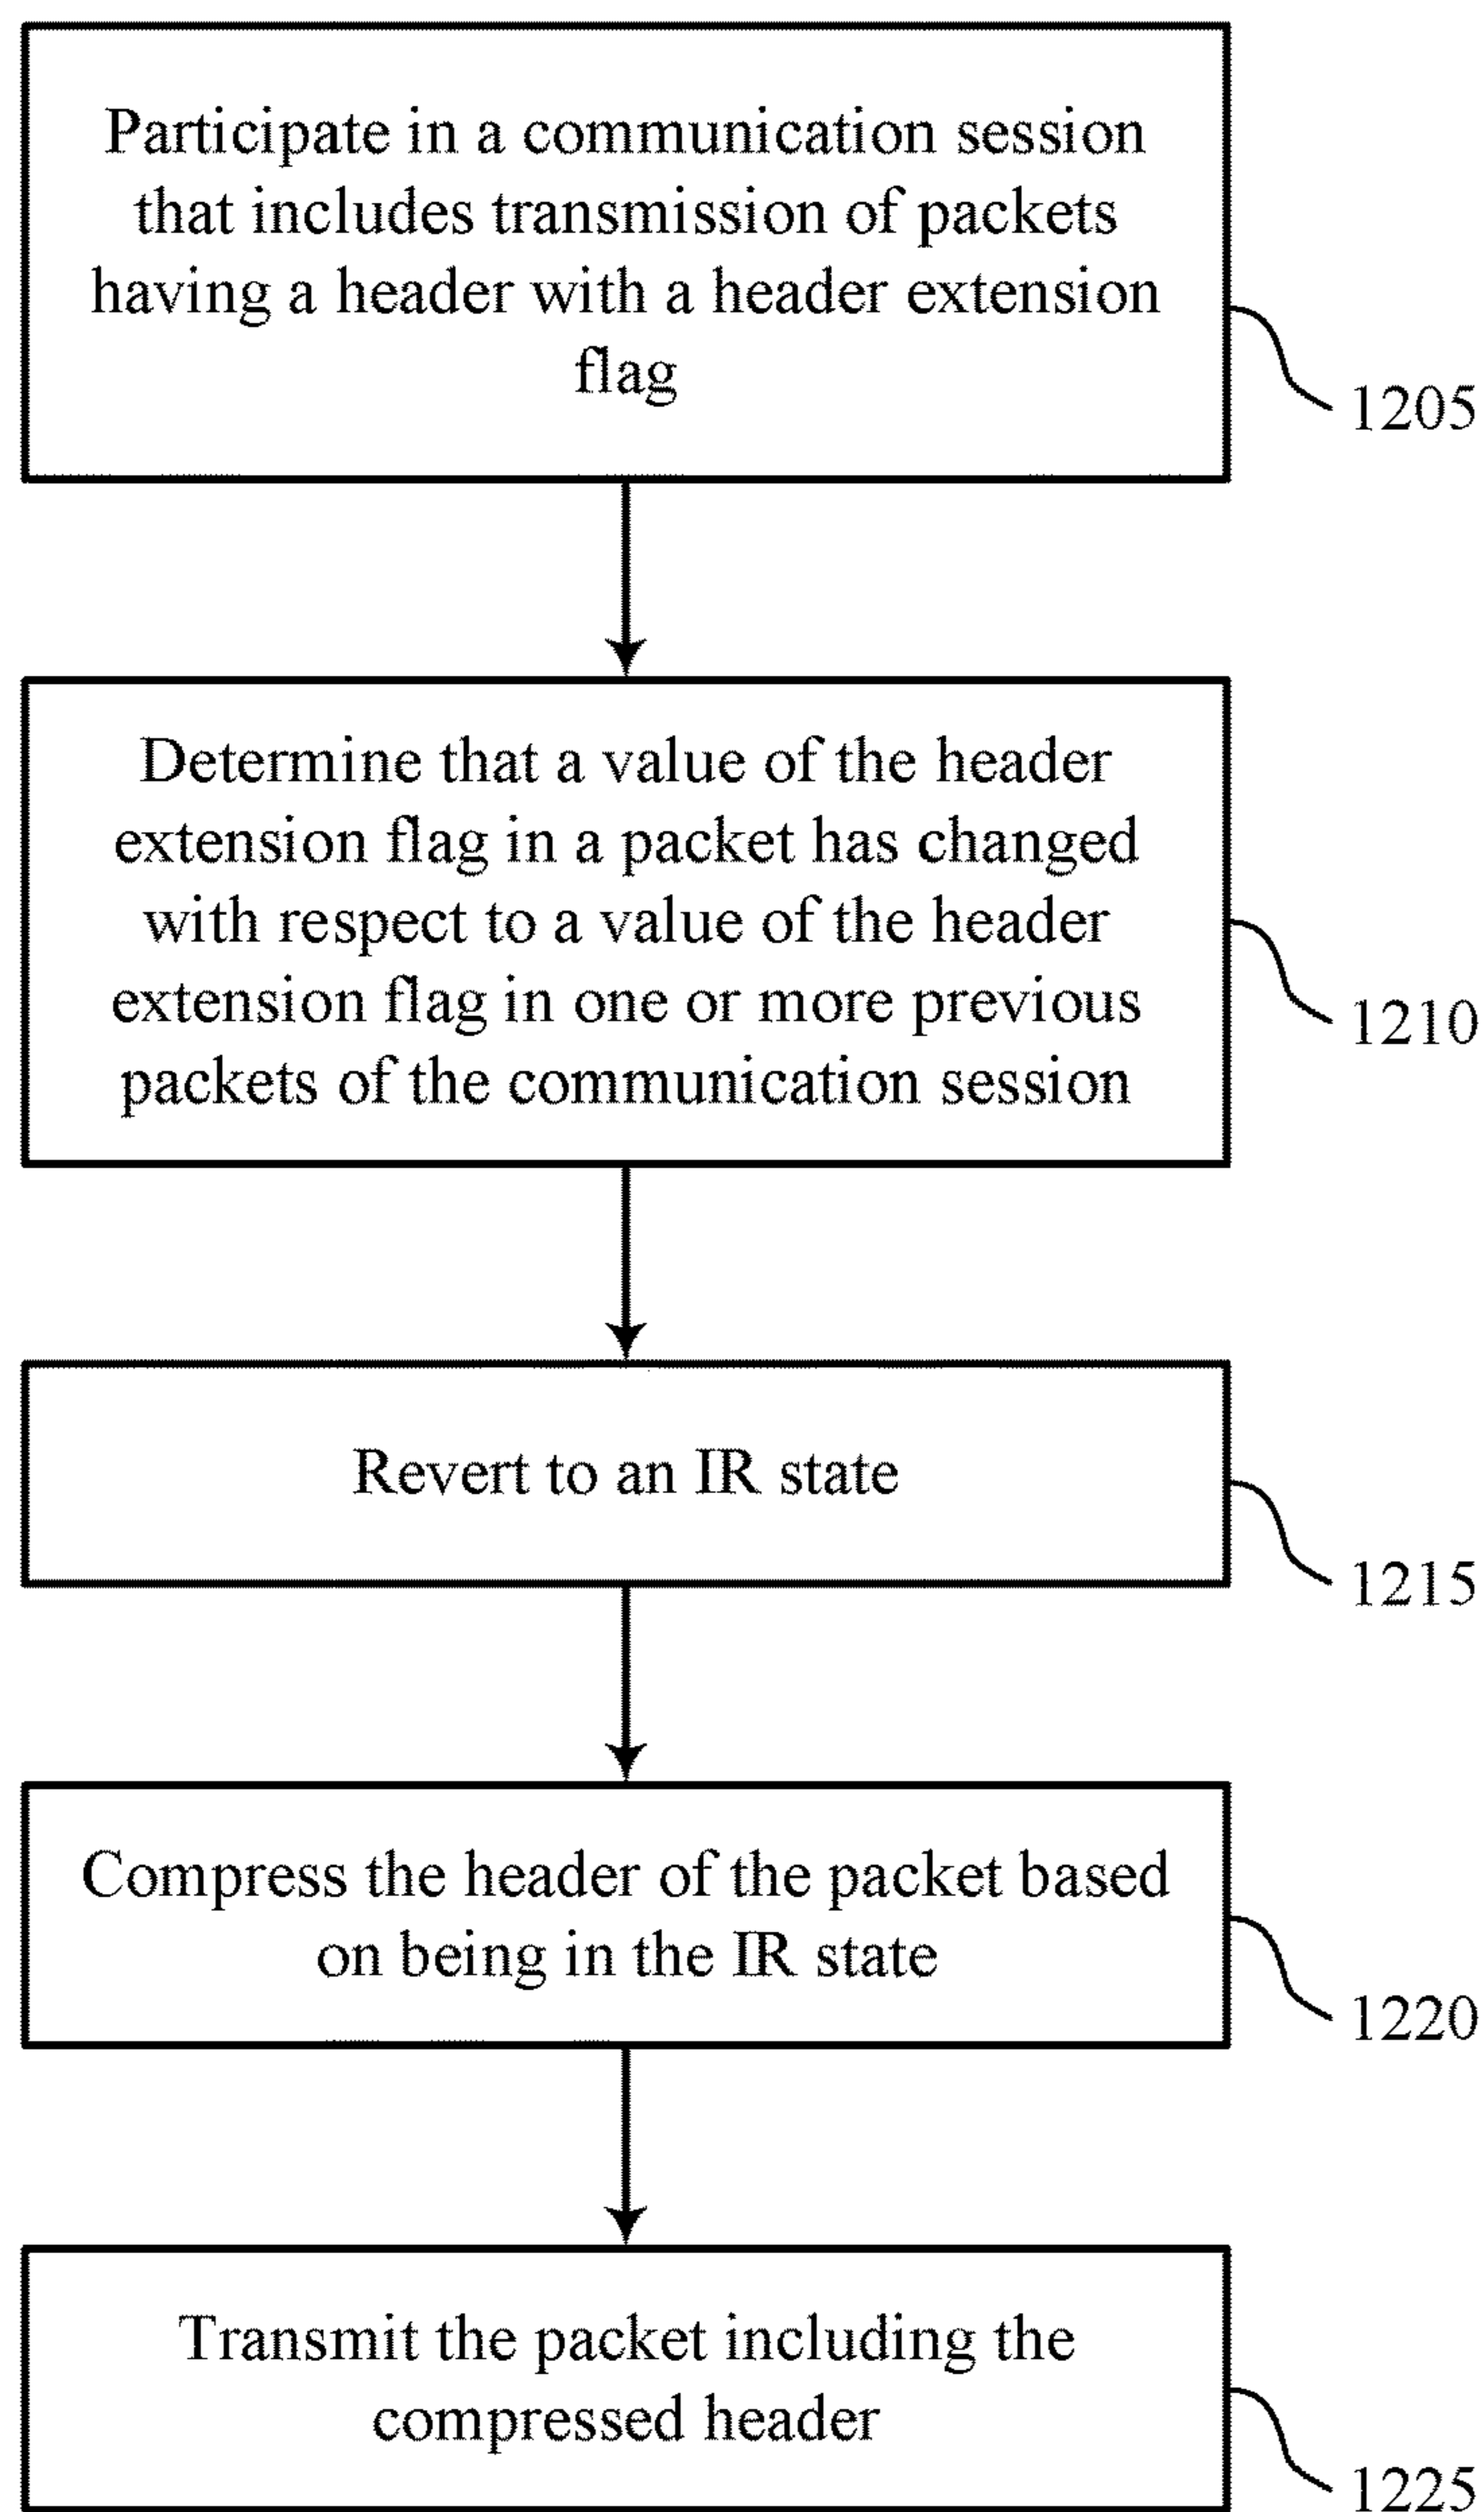 Participate in a communication session
that includes transmission of packets
having a header with a header extension
flag
1205
Determine that a value of the header
extension flag in a packet has changed
with respect to a value of the header
extension flag in one or more previous
packets of the communication session
1210
Revert to an IR state
1215
Compress the header of the packet based
on being in the IR state
1220
Transmit the packet including the
compressed header
1225